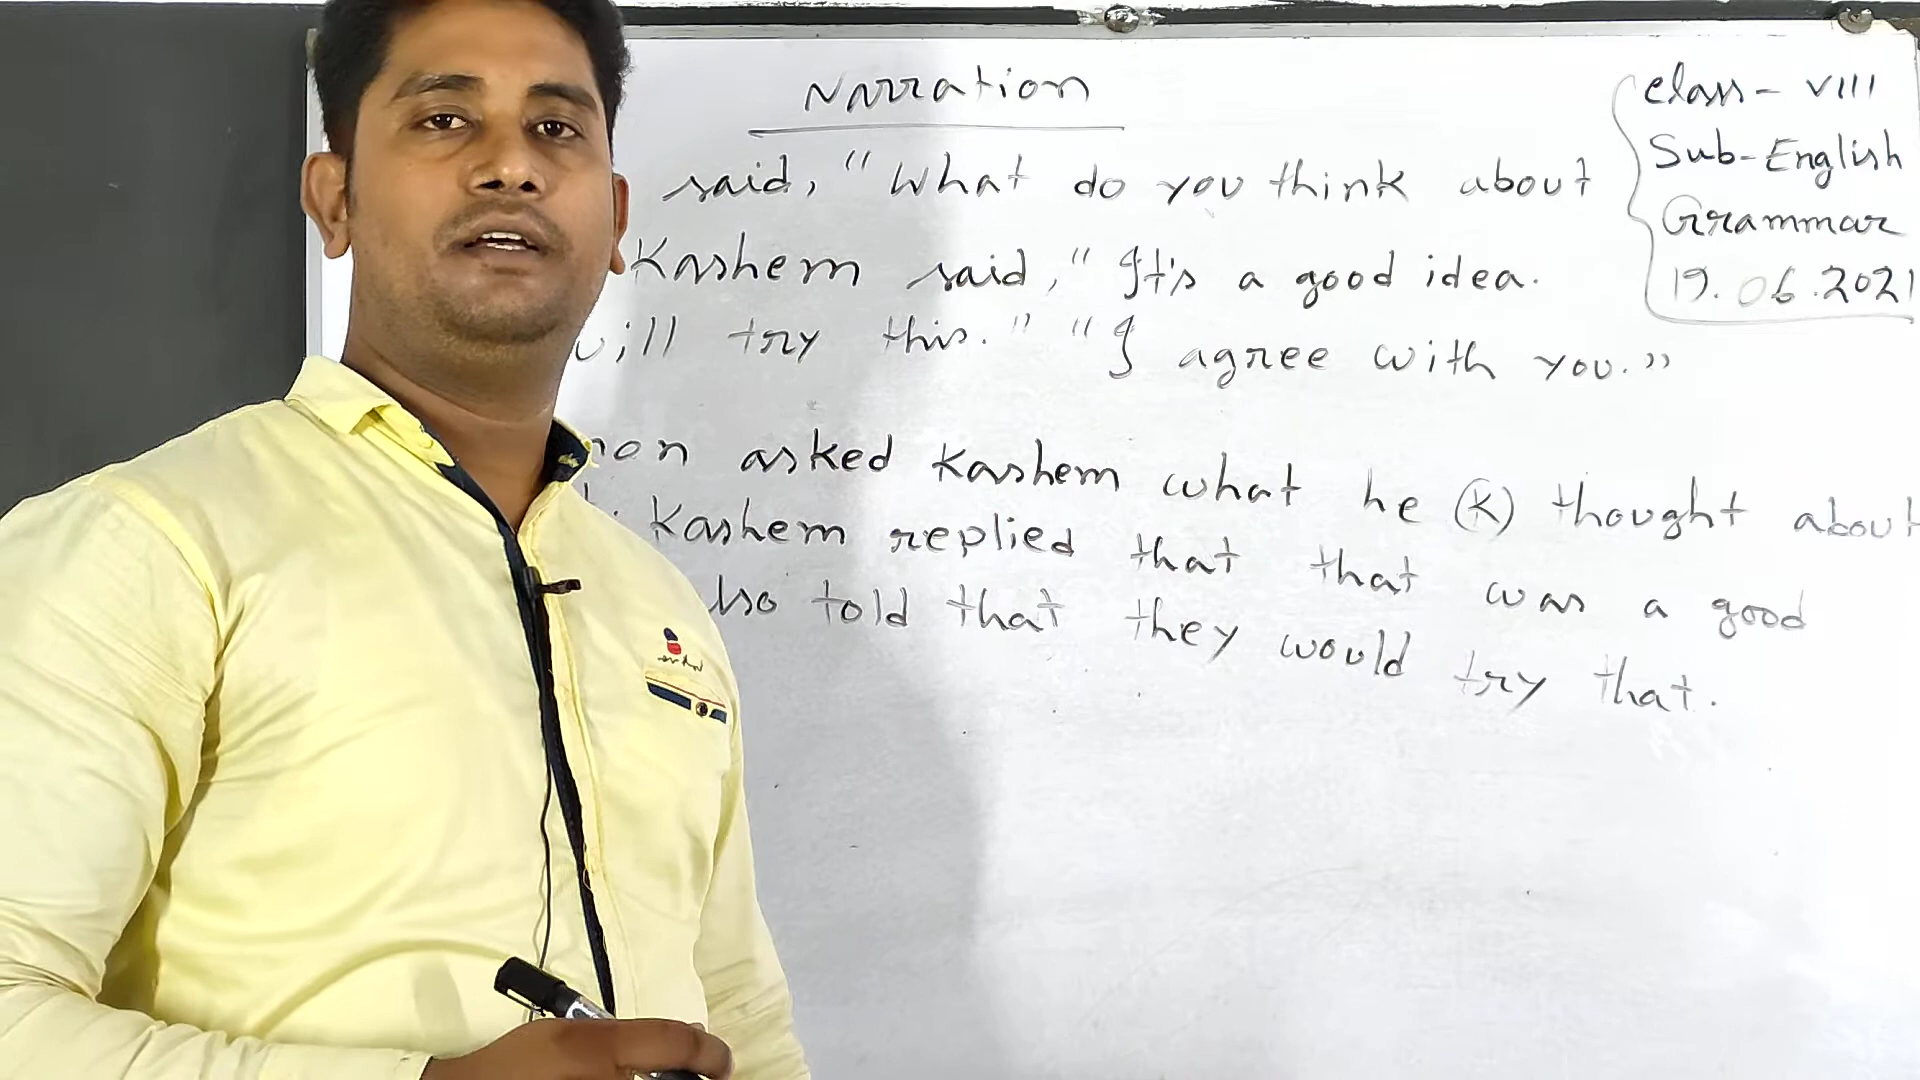 Narration
said, "What do you think about
Kashem said, "It's a good idea.
will try this." "I agree with you."
asked Kashem what he (K) thought about
Kashem replied that that was a good
also told that they would try that.
Class - VIII
Sub-English
Grammar
19.06.2021